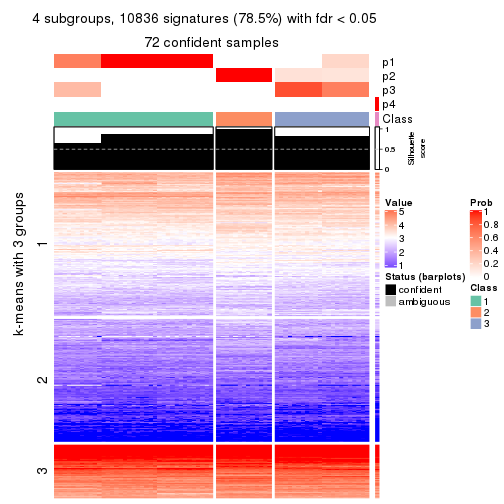 4 subgroups, 10836 signatures (78.5%) with fdr < 0.05
72 confident samples
p1
p2
p3
p4
Class
1
0.5
0
Silhouette
score
k-means with 3 groups
1
2
3
Value
5
4
3
2
1
Status (barplots)
confident
ambiguous
Prob
1
0.8
0.6
0.4
0.2
0
Class
1
2
3